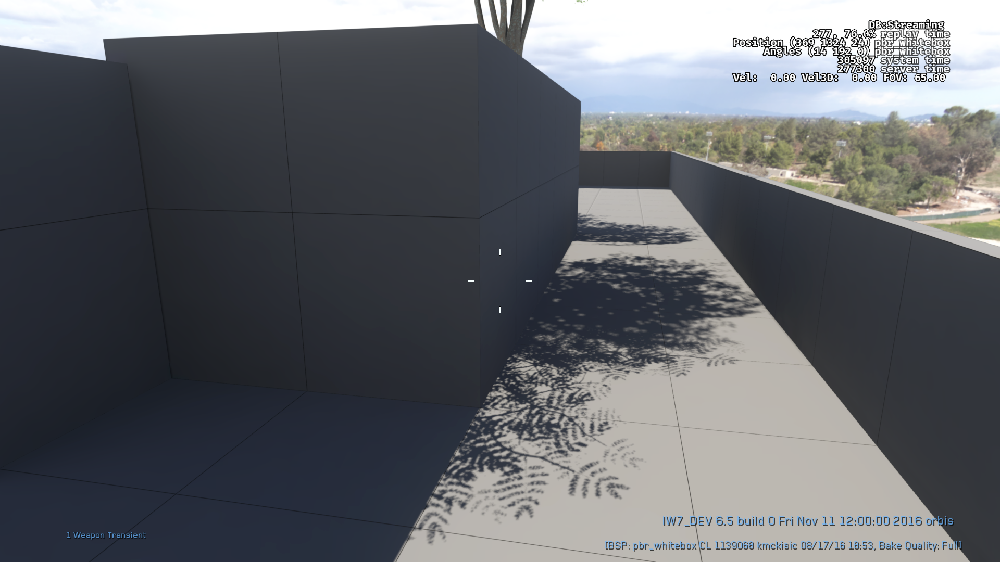 DB:Streaming
277, 76.0% replay time
Position (369 1324 24) pbr_whitebox
Angles (14 192 0) pbr_whitebox
305097 system time
277300 server time
Vel: 0.00 Vel3D: 0.00 FOV: 65.00
IW7_DEV 6.5 build 0 Fri Nov 11 12:00:00 2016 orbis
1 Weapon Transient
[BSP: pbr_whitebox CL 1139068 kmckisic 08/17/16 18:53, Bake Quality: Full]